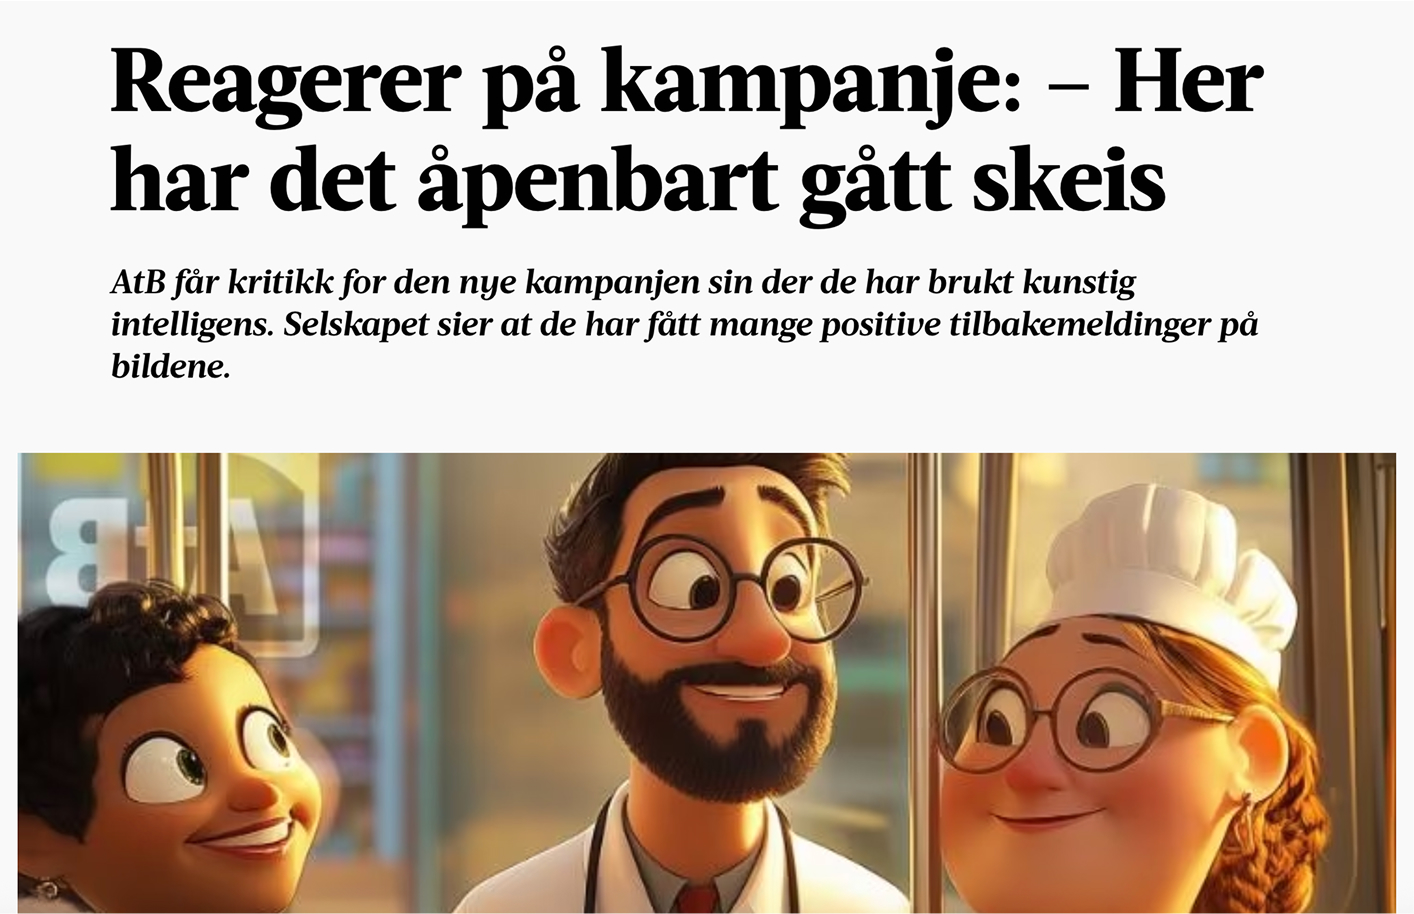 Reagerer på kampanje: – Her
har det åpenbart gått skeis
AtB får kritikk for den nye kampanjen sin der de har brukt kunstig
intelligens. Selskapet sier at de har fått mange positive tilbakemeldinger på
bildene.
AtB